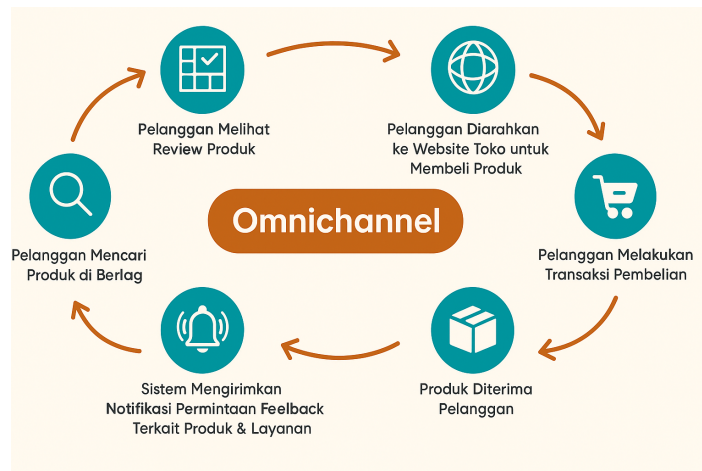 Pelanggan Melihat
Review Produk
Pelanggan Diarahkan
ke Website Toko untuk
Membeli Produk
Omnichannel
Pelanggan Mencari
Produk di Berlag
Pelanggan Melakukan
Transaksi Pembelian
Sistem Mengirimkan
Notifikasi Permintaan Feelback
Terkait Produk & Layanan
Produk Diterima
Pelanggan